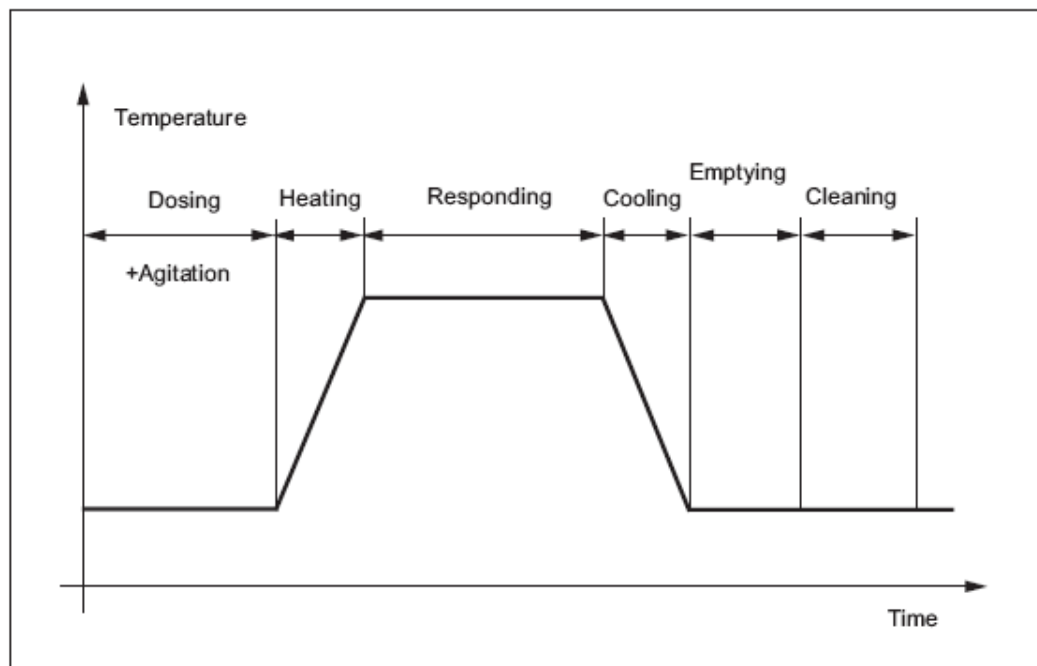 Temperature
Emptying
Dosing
Heating
Responding
Cooling
Cleaning
+Agitation
Time